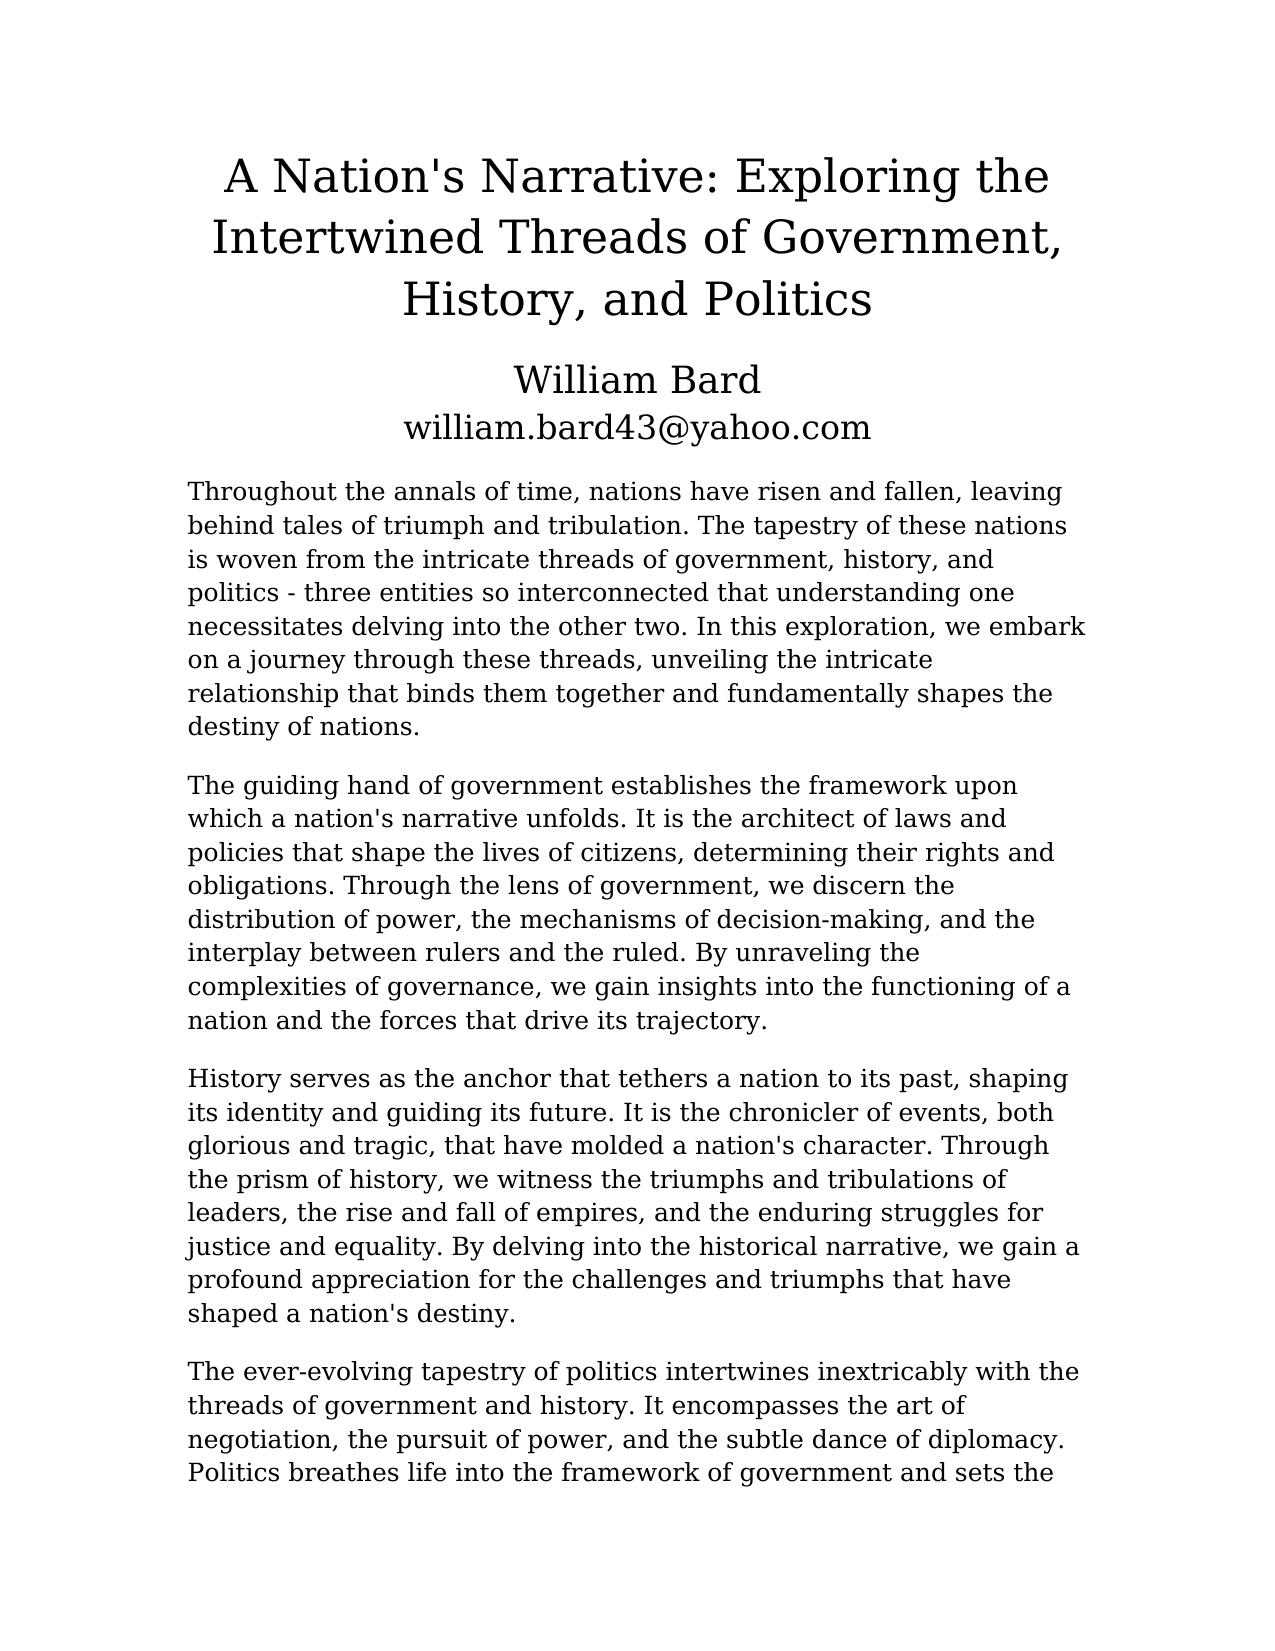 A Nation's Narrative: Exploring the
Intertwined Threads of Government,
History, and Politics
William Bard
william.bard43@yahoo.com
Throughout the annals of time, nations have risen and fallen, leaving
behind tales of triumph and tribulation. The tapestry of these nations
is woven from the intricate threads of government, history, and
politics - three entities so interconnected that understanding one
necessitates delving into the other two. In this exploration, we embark
on a journey through these threads, unveiling the intricate
relationship that binds them together and fundamentally shapes the
destiny of nations.
The guiding hand of government establishes the framework upon
which a nation's narrative unfolds. It is the architect of laws and
policies that shape the lives of citizens, determining their rights and
obligations. Through the lens of government, we discern the
distribution of power, the mechanisms of decision-making, and the
interplay between rulers and the ruled. By unraveling the
complexities of governance, we gain insights into the functioning of a
nation and the forces that drive its trajectory.
History serves as the anchor that tethers a nation to its past, shaping
its identity and guiding its future. It is the chronicler of events, both
glorious and tragic, that have molded a nation's character. Through
the prism of history, we witness the triumphs and tribulations of
leaders, the rise and fall of empires, and the enduring struggles for
justice and equality. By delving into the historical narrative, we gain a
profound appreciation for the challenges and triumphs that have
shaped a nation's destiny.
The ever-evolving tapestry of politics intertwines inextricably with the
threads of government and history. It encompasses the art of
negotiation, the pursuit of power, and the subtle dance of diplomacy.
Politics breathes life into the framework of government and sets the